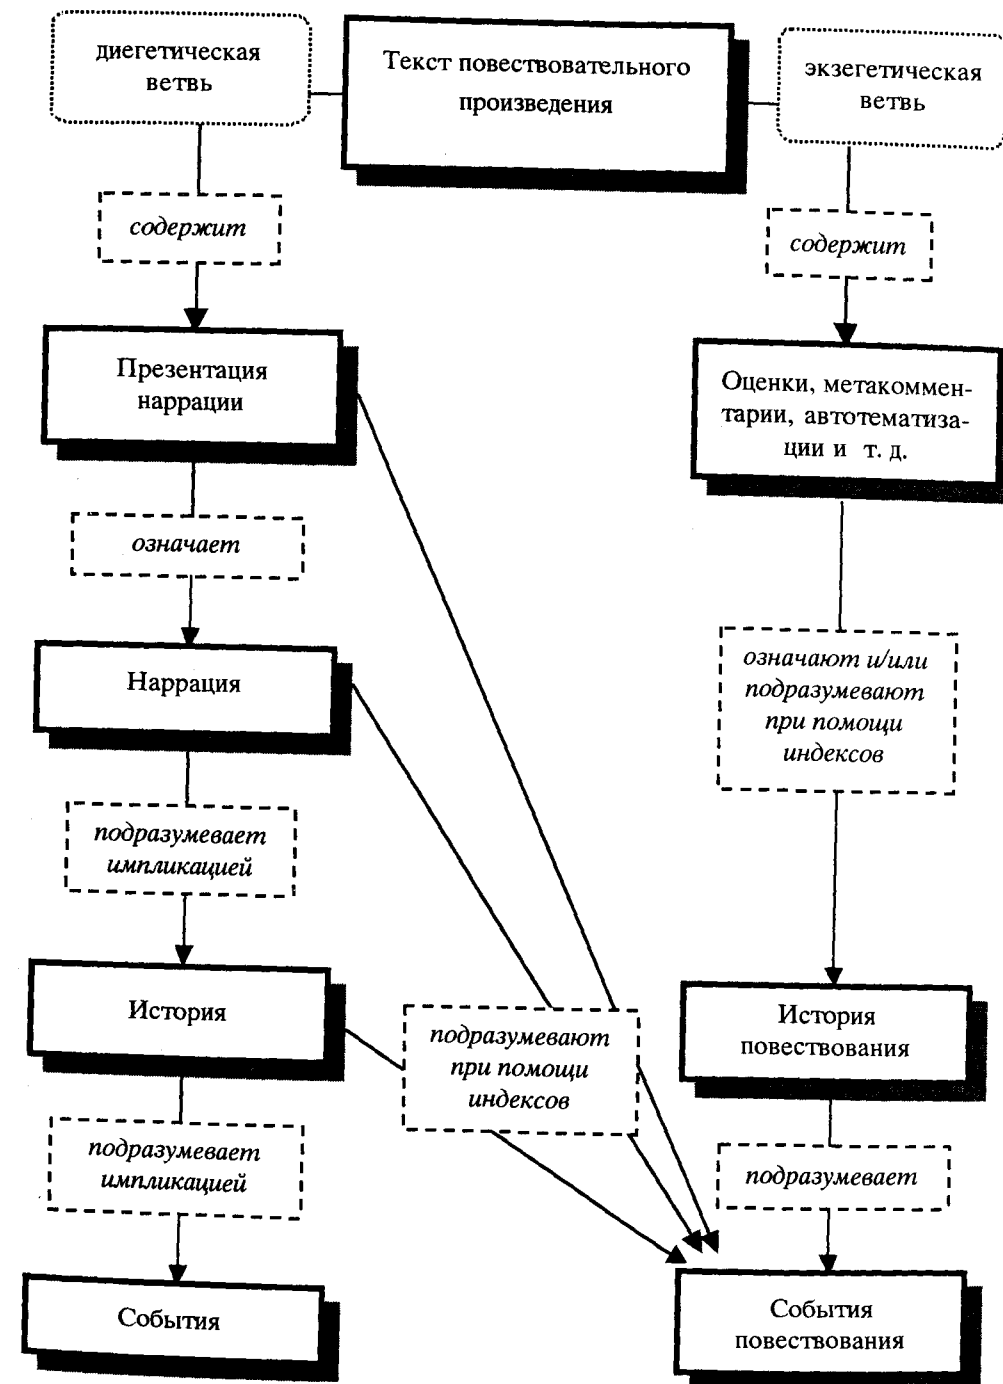 диегетическая
ветвь
Текст повествовательного
произведения
экзегетическая
ветвь
содержит
содержит
Презентация
наррации
Оценки, метакоммен-
тарии, автотематиза-
ции и т. д.
означает
означают и/или
подразумевают
при помощи
индексов
Наррация
подразумевает
импликацией
История
подразумевают
при помощи
индексов
История
повествования
подразумевает
импликацией
подразумевает
События
События
повествования